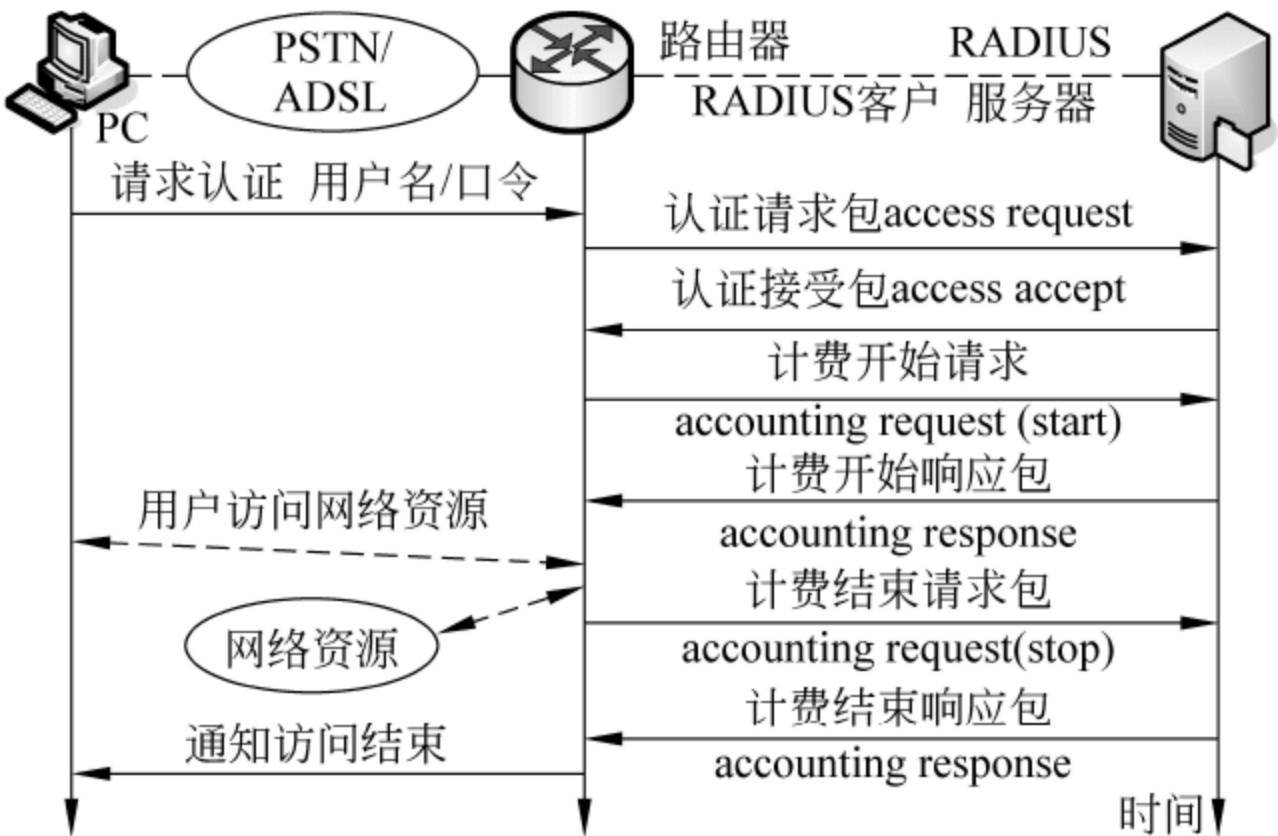 PSTN/
ADSL
PC
路由器
RADIUS
RADIUS客户
服务器
请求认证 用户名/口令
认证请求包access request
认证接受包access accept
计费开始请求
accounting request (start)
计费开始响应包
用户访问网络资源
accounting response
计费结束请求包
网络资源
accounting request(stop)
计费结束响应包
通知访问结束
accounting response
时间